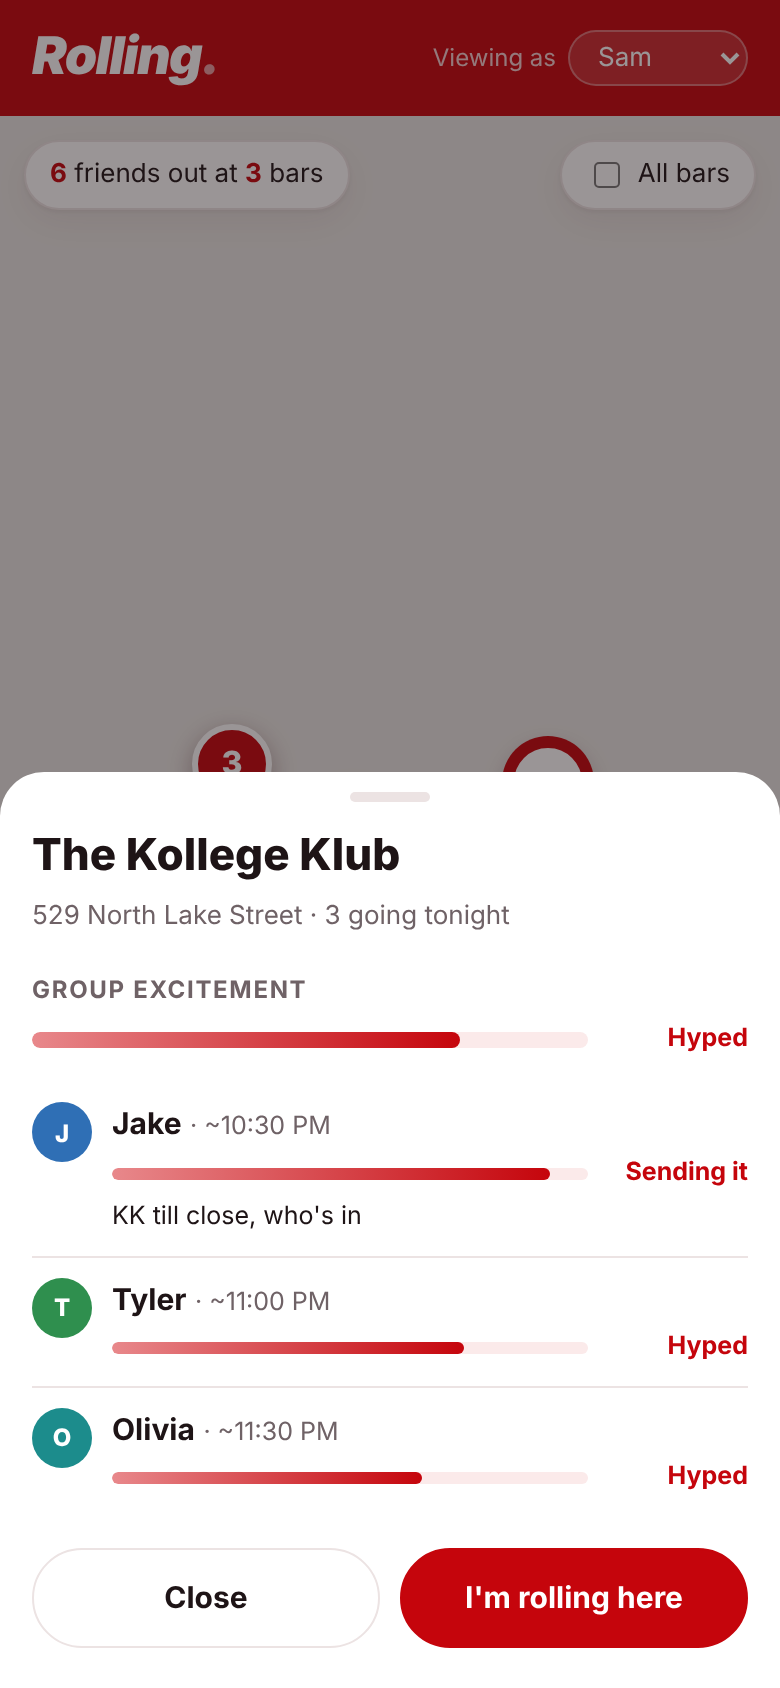 Rolling.
Viewing as
Sam
6 friends out at 3 bars
All bars
3
The Kollege Klub
529 North Lake Street · 3 going tonight
GROUP EXCITEMENT
Hyped
J
Jake · ~10:30 PM
Sending it
KK till close, who's in
T
Tyler · ~11:00 PM
Hyped
O
Olivia · ~11:30 PM
Hyped
Close
I'm rolling here